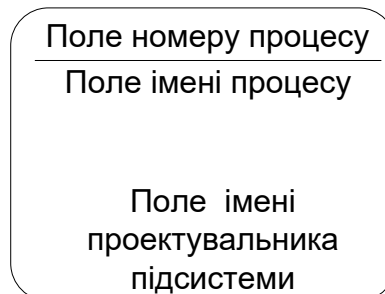 Поле номеру процесу
Поле імені процесу
Поле імені
проектувальника
підсистеми